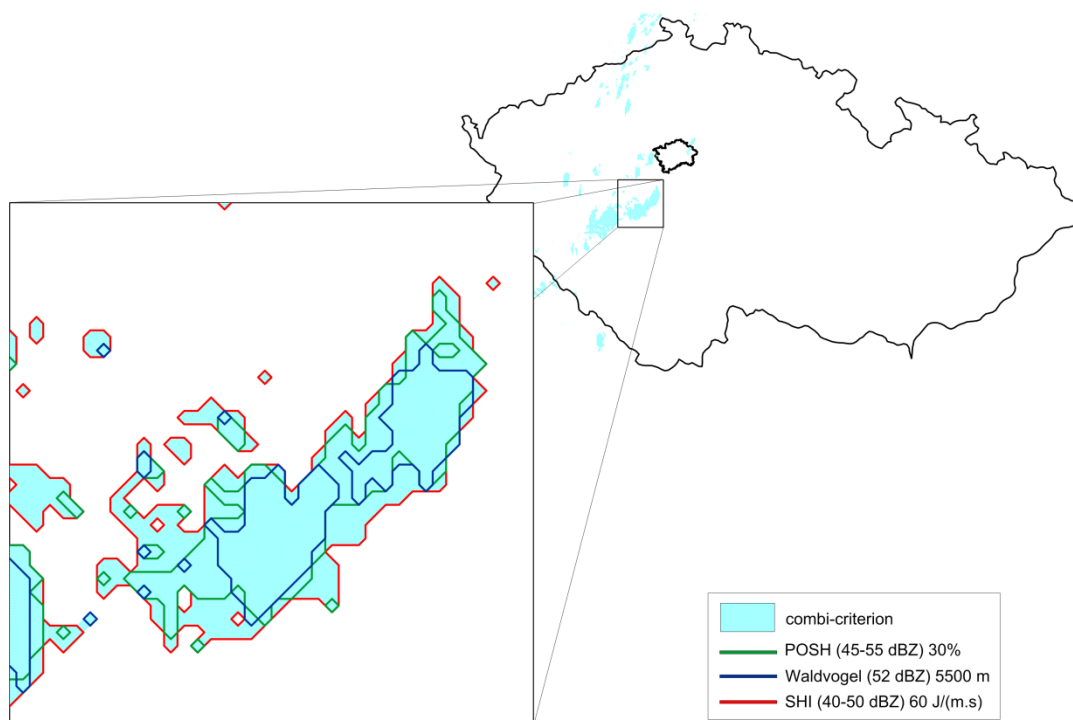 combi-criterion
POSH (45-55 dBZ) 30%
Waldvogel (52 dBZ) 5500 m
SHI (40-50 dBZ) 60 J/(m.s)